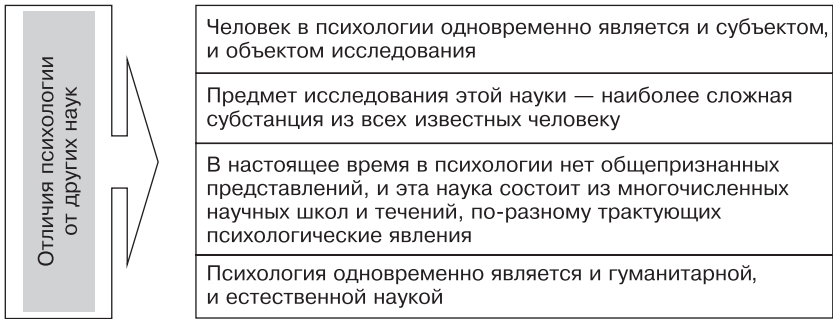 Отличия психологии
от других наук
Человек в психологии одновременно является и субъектом,
и объектом исследования
Предмет исследования этой науки — наиболее сложная
субстанция из всех известных человеку
В настоящее время в психологии нет общепризнанных
представлений, и эта наука состоит из многочисленных
научных школ и течений, по-разному трактующих
психологические явления
Психология одновременно является и гуманитарной,
и естественной наукой